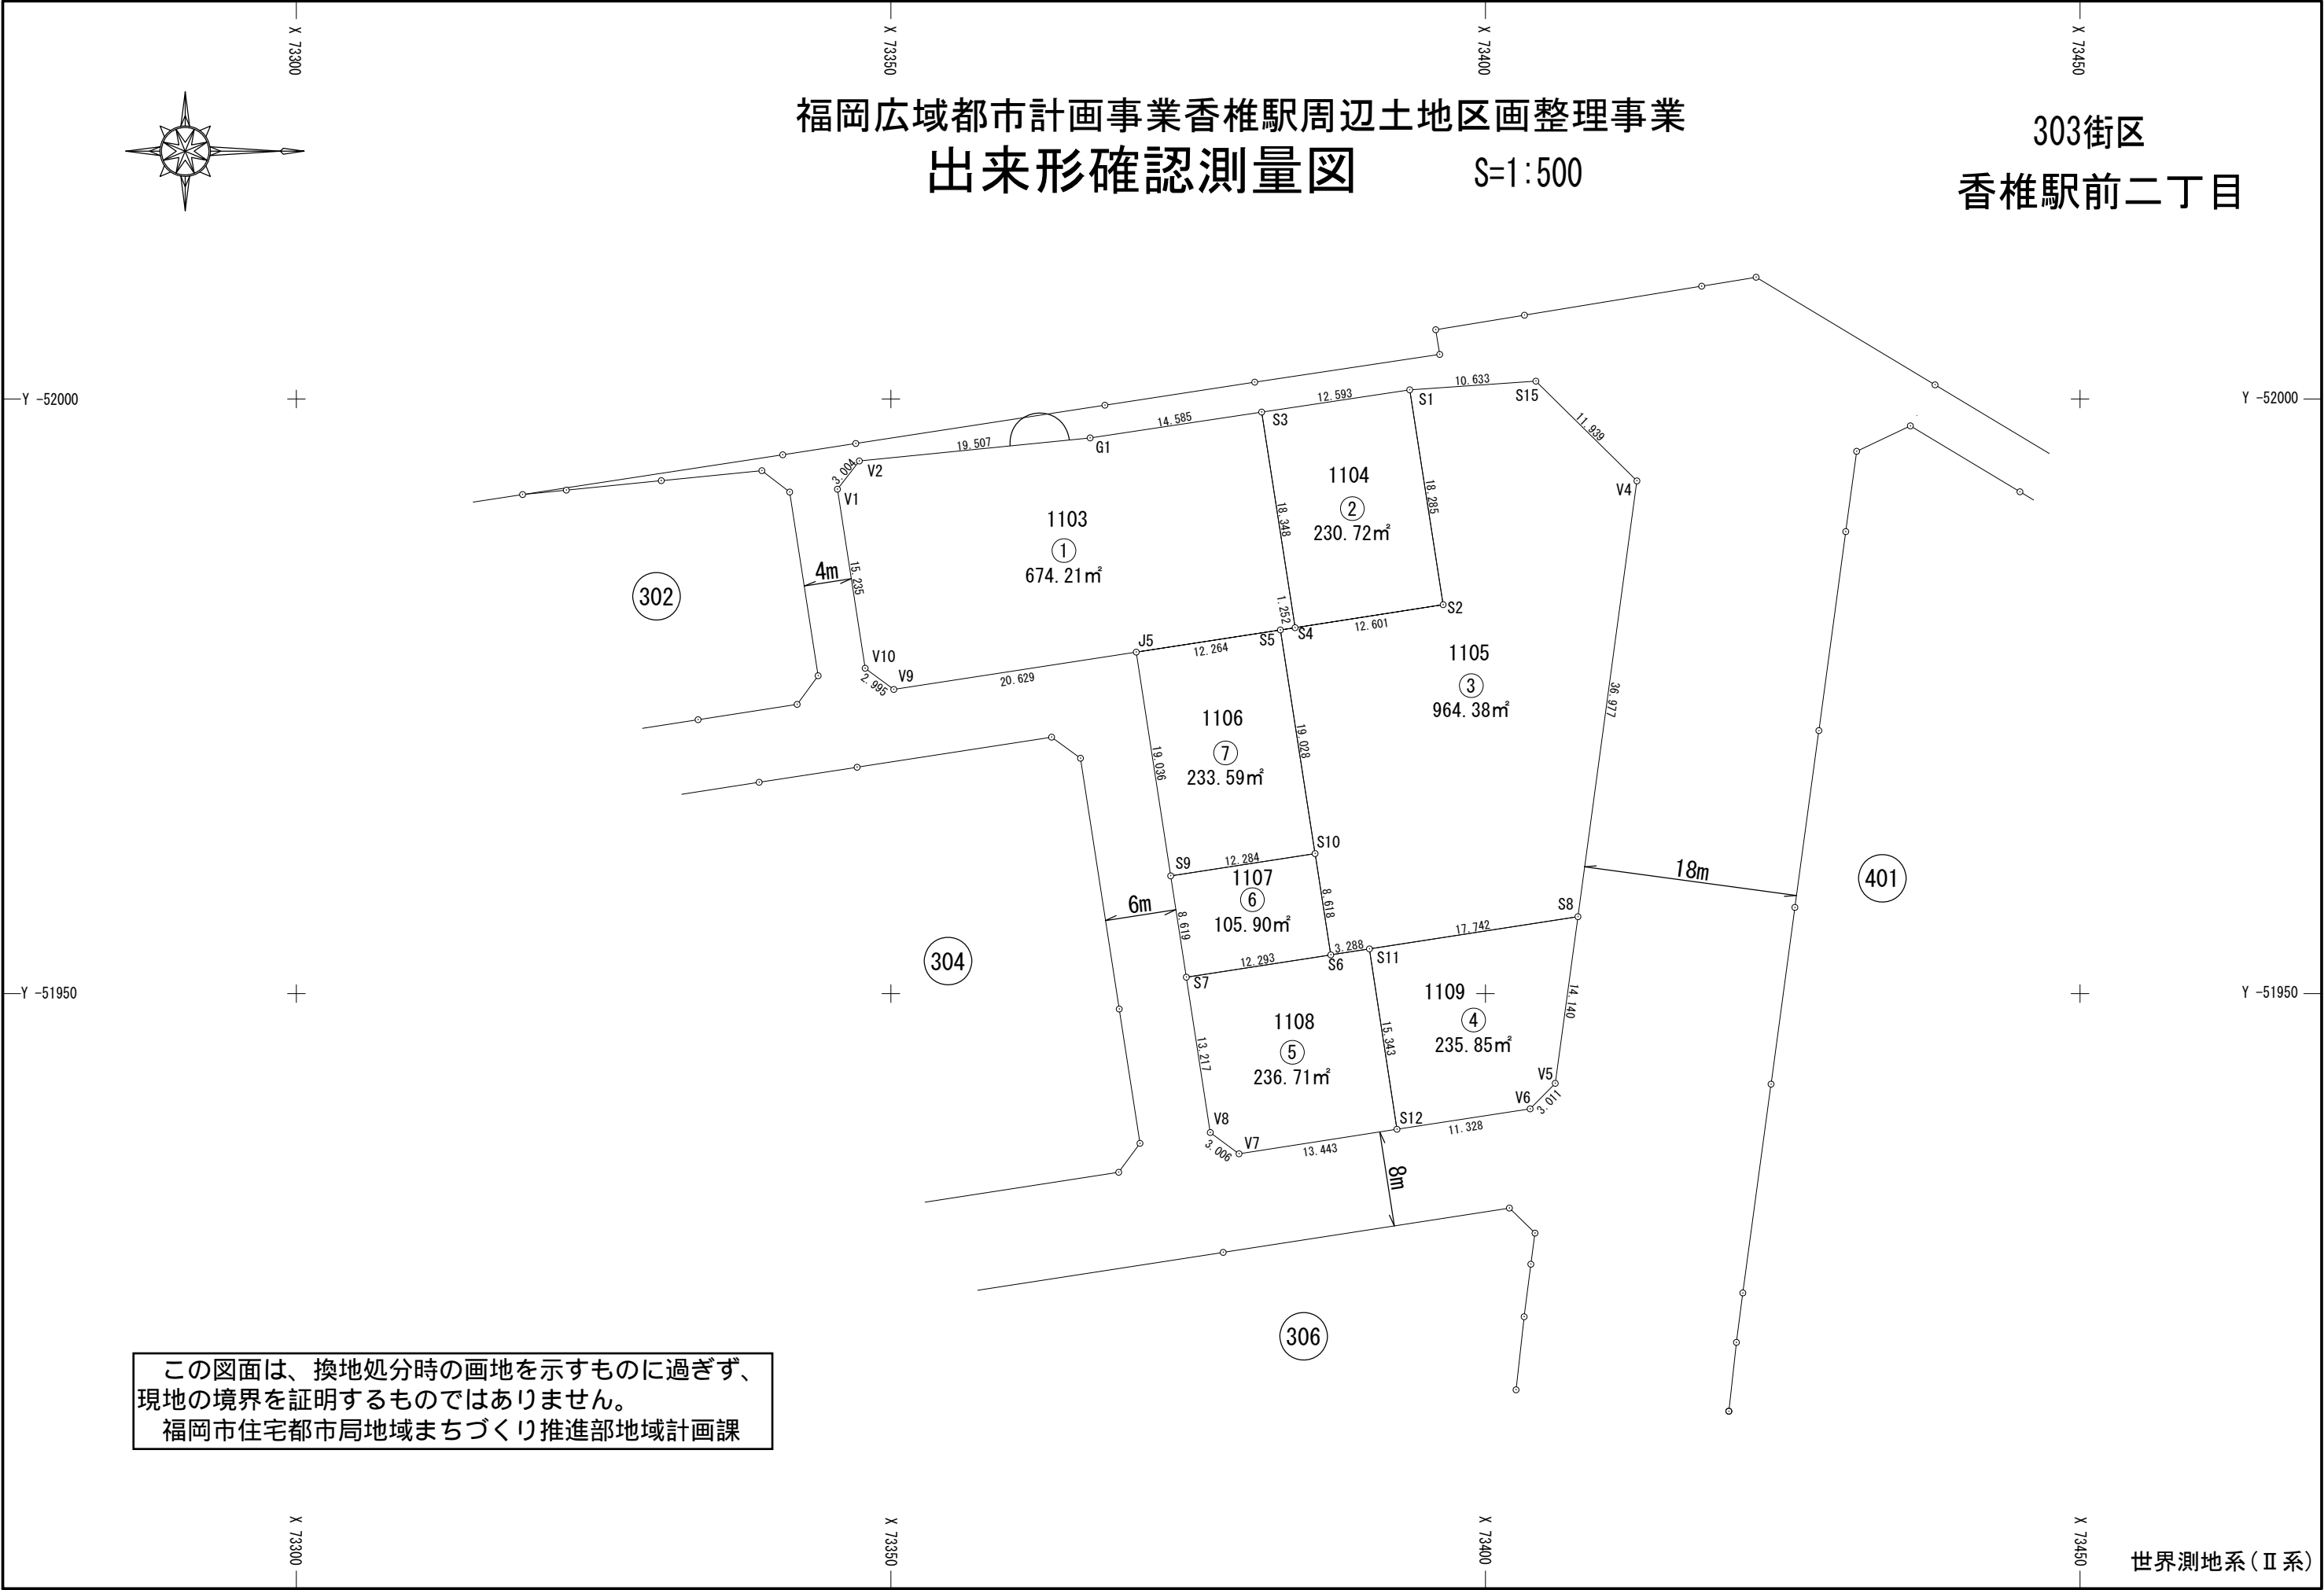 X 73300
X 73350
X 73400
X 73450
福岡広域都市計画事業香椎駅周辺土地区画整理事業
出来形確認測量図 S=1:500
303街区
香椎駅前二丁目
Y -52000
Y -52000
10.633
12.593
S1
S15
14.585
S3
11.939
19.507
G1
3.004
V2
V1
V4
1104
②
230.72㎡
18.285
18.348
1103
①
674.21㎡
4m
15.235
302
1.252
S2
S4
12.601
S5
J5
12.264
V10
V9
2.995
20.629
1105
③
964.38㎡
36.977
1106
⑦
233.59㎡
19.036
19.028
S10
S9
12.284
1107
⑥
105.90㎡
18m
401
6m
8.619
8.618
S8
17.742
3.288
S11
S6
12.293
S7
304
Y -51950
Y -51950
1109
④
235.85㎡
14.140
15.343
1108
⑤
236.71㎡
13.217
V5
V6
3.011
S12
11.328
V8
V7
3.006
13.443
8m
306
この図面は、換地処分時の画地を示すものに過ぎず、
現地の境界を証明するものではありません。
福岡市住宅都市局地域まちづくり推進部地域計画課
X 73300
X 73350
X 73400
X 73450
世界測地系(Ⅱ系)